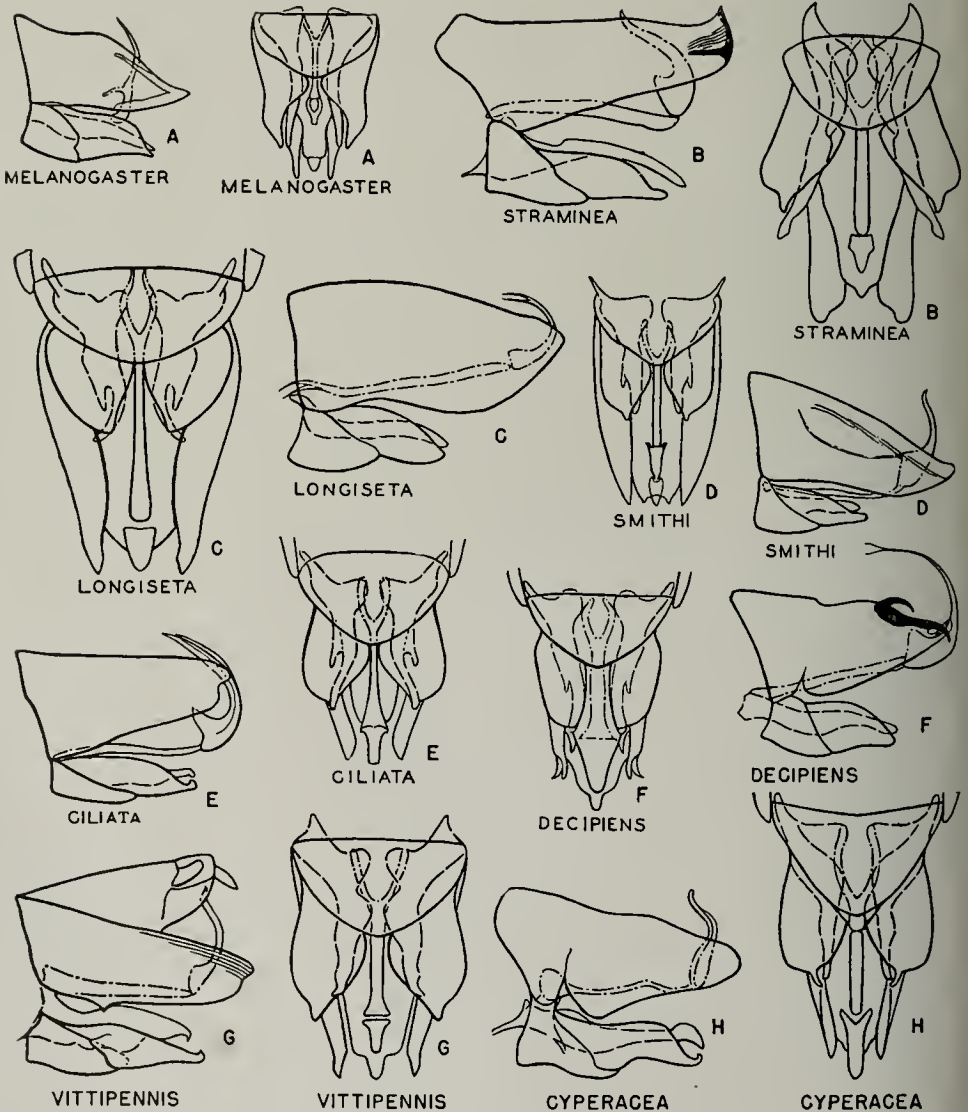 A
MELANOGASTER
A
MELANOGASTER
B
STRAMINEA
B
STRAMINEA
C
LONGISETA
C
LONGISETA
D
SMITHI
D
SMITHI
E
CILIATA
E
CILIATA
F
DECIPIENS
F
DECIPIENS
G
VITTIPENNIS
G
VITTIPENNIS
H
CYPERACEA
H
CYPERACEA